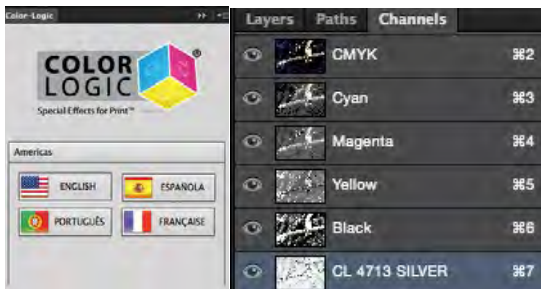 Color-Logic
COLOR
LOGIC®
Special Effects for Print™
Americas
ENGLISH
ESPAÑOLA
PORTUGUÊS
FRANÇAISE
Layers Paths Channels
CMYK ⌘2
Cyan ⌘3
Magenta ⌘4
Yellow ⌘5
Black ⌘6
CL 4713 SILVER ⌘7